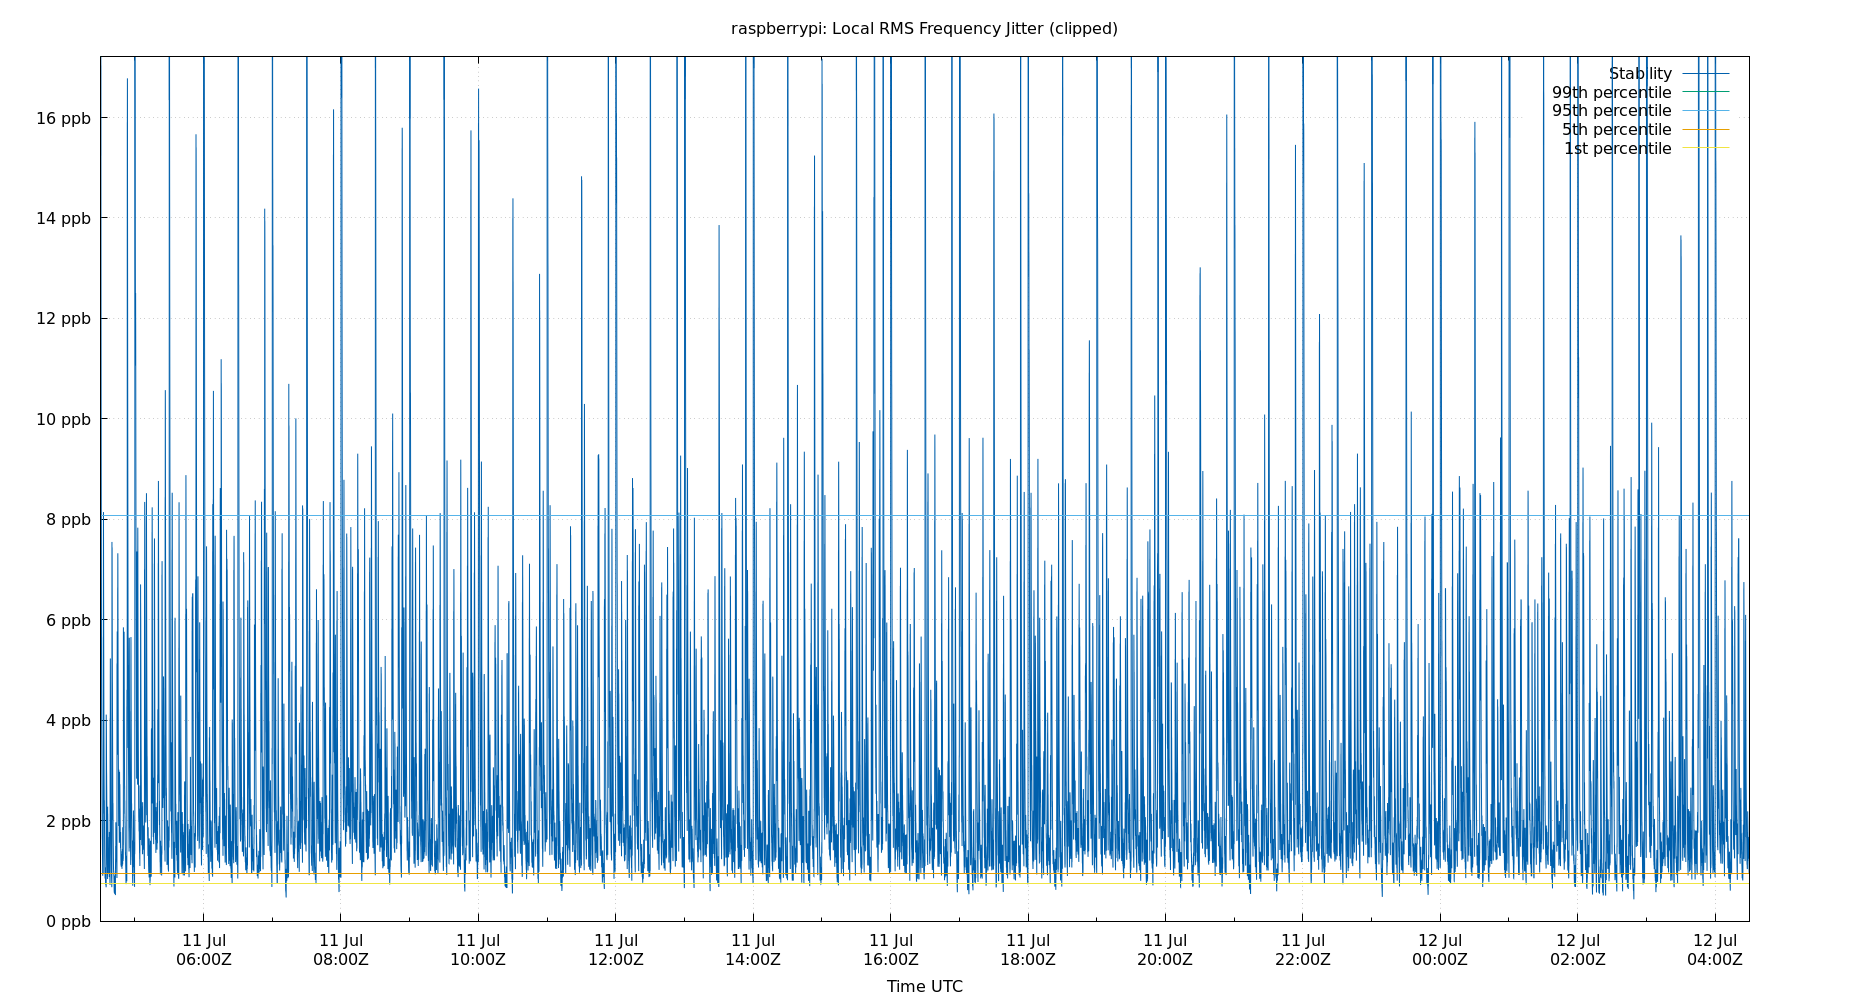 raspberrypi: Local RMS Frequency Jitter (clipped)
Stability
99th percentile
95th percentile
5th percentile
1st percentile
16 ppb
14 ppb
12 ppb
10 ppb
8 ppb
6 ppb
4 ppb
2 ppb
0 ppb
11 Jul 11 Jul 11 Jul 11 Jul 11 Jul 11 Jul 11 Jul 11 Jul 11 Jul 12 Jul 12 Jul 12 Jul
06:00Z 08:00Z 10:00Z 12:00Z 14:00Z 16:00Z 18:00Z 20:00Z 22:00Z 00:00Z 02:00Z 04:00Z
Time UTC